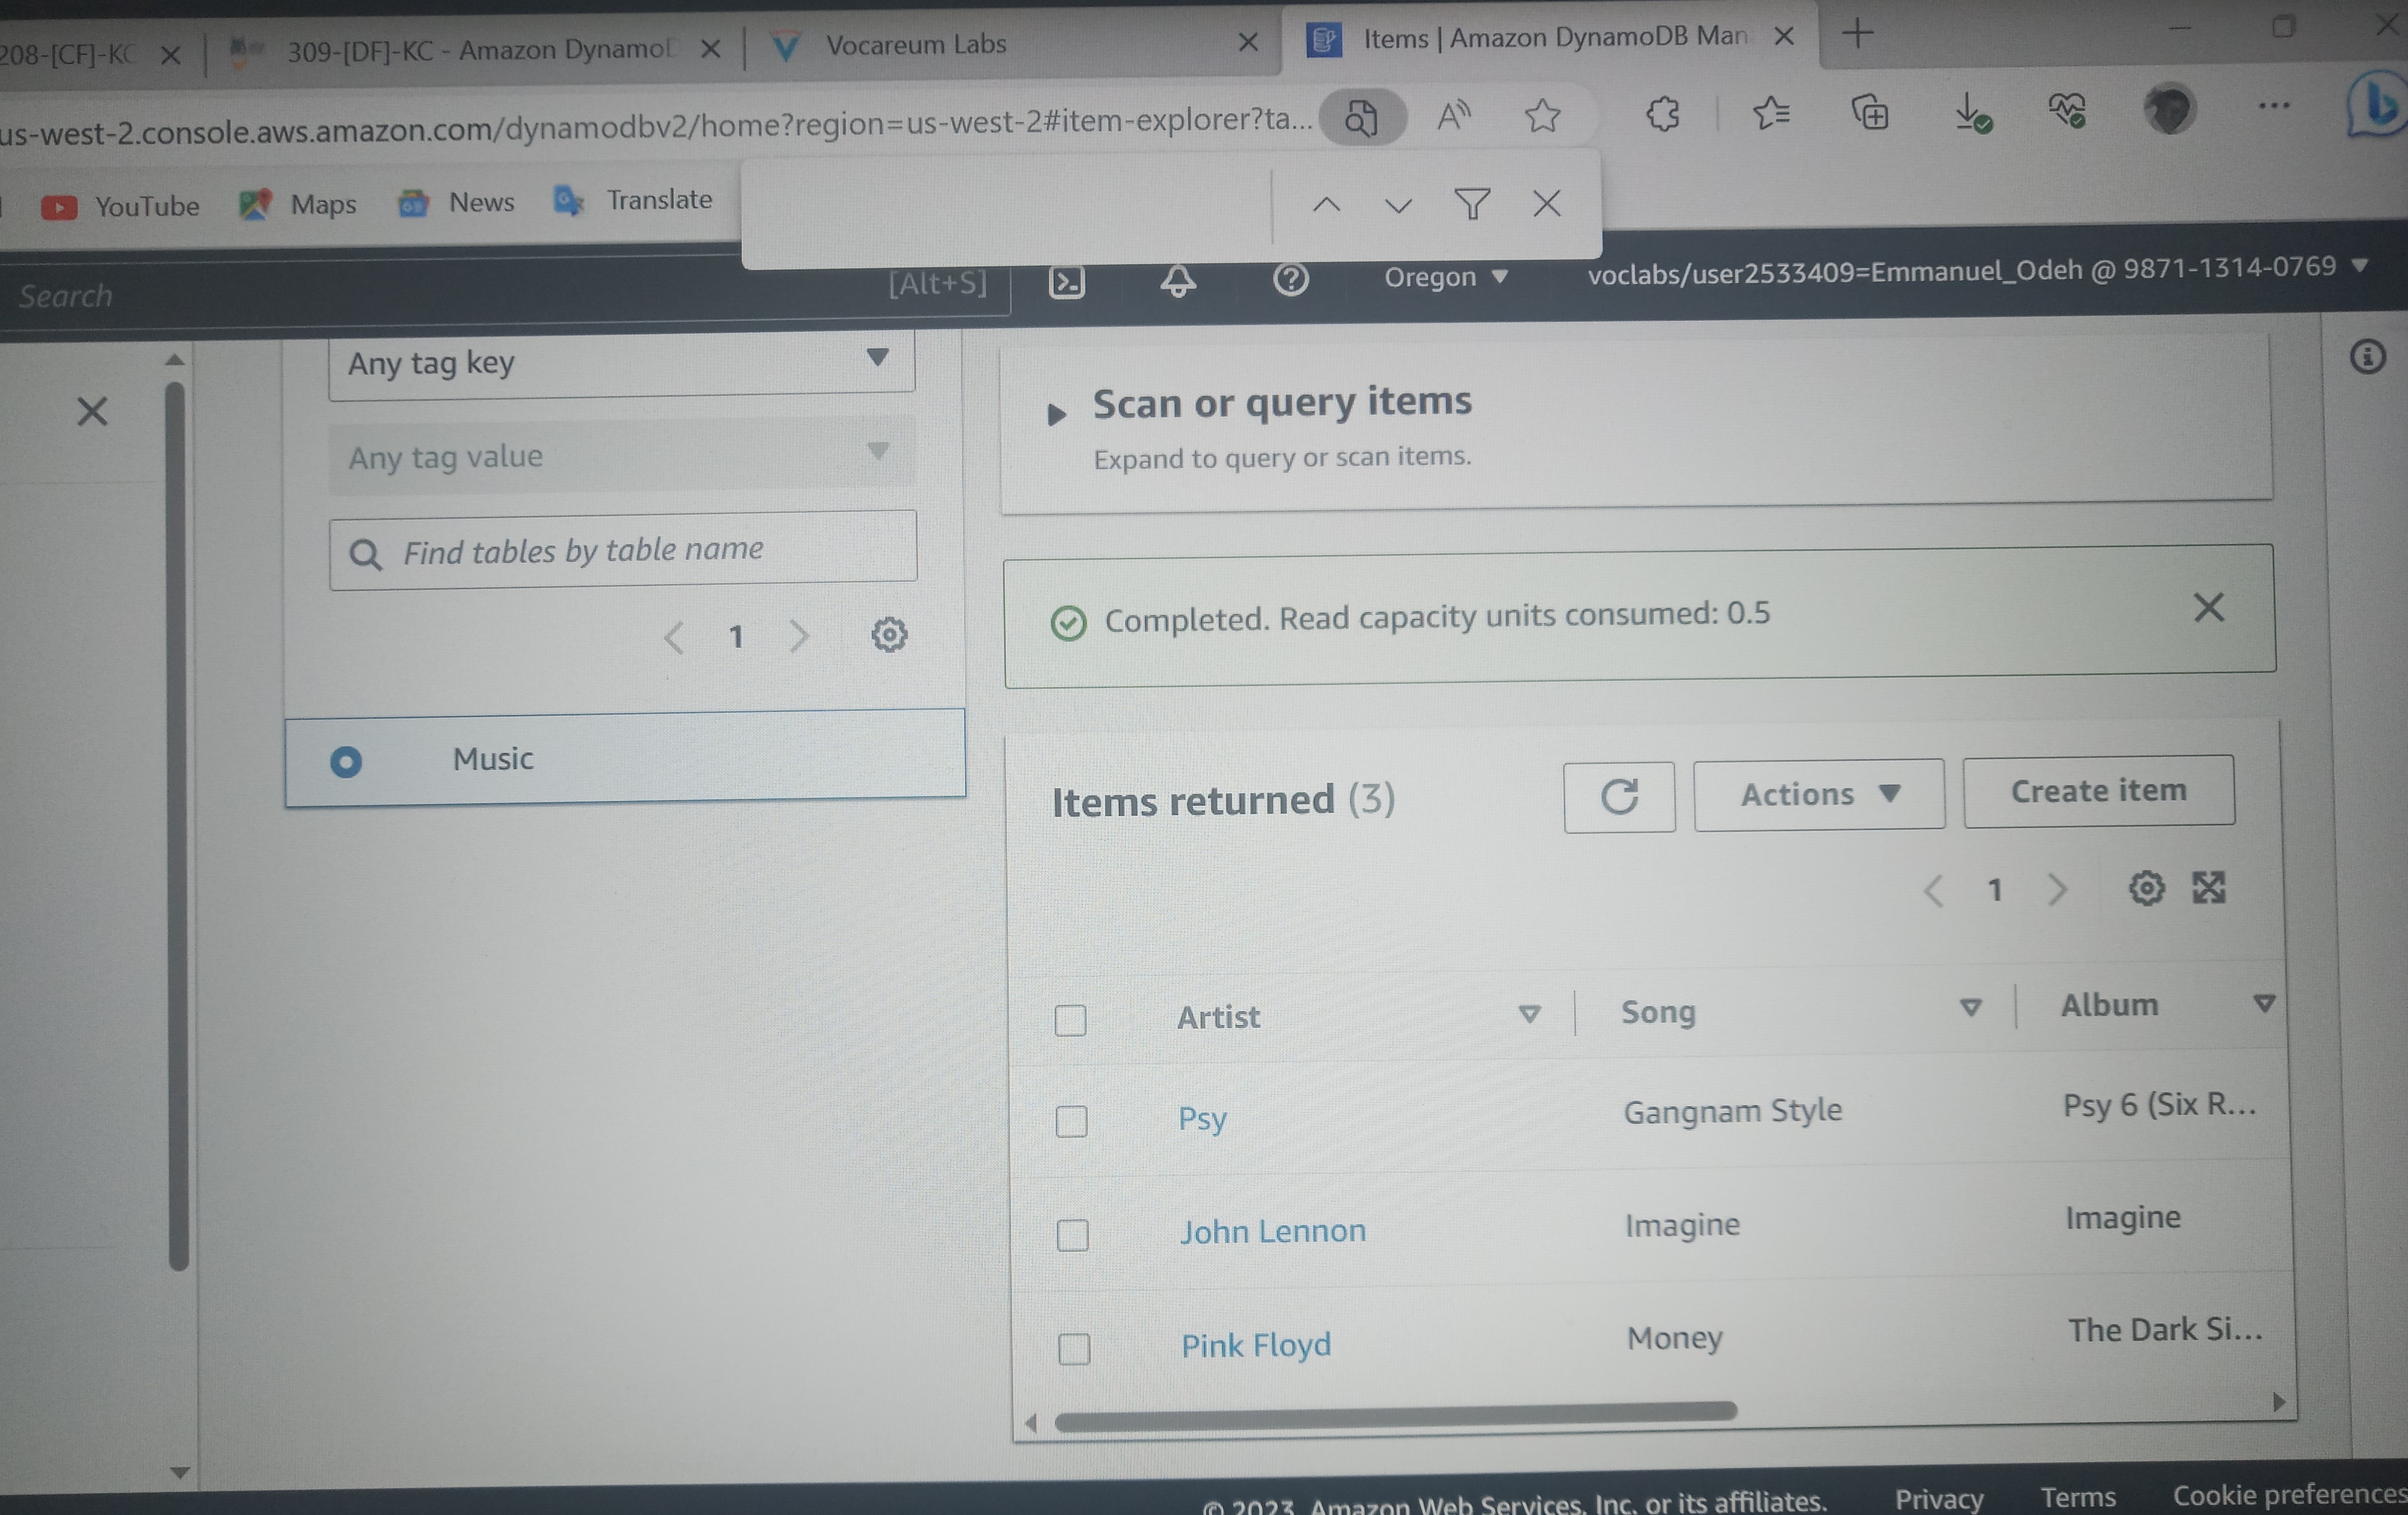 208-[CF]-KC
309-[DF]-KC - Amazon Dynamo
Vocareum Labs
Items | Amazon DynamoDB Man
us-west-2.console.aws.amazon.com/dynamodbv2/home?region=us-west-2#item-explorer?ta...
YouTube
Maps
News
Translate
Search
[Alt+S]
Oregon
voclabs/user2533409=Emmanuel_Odeh @ 9871-1314-0769
Any tag key
Any tag value
Find tables by table name
1
Music
Scan or query items
Expand to query or scan items.
Completed. Read capacity units consumed: 0.5
Items returned (3)
Actions
Create item
1
Artist Song Album
Psy Gangnam Style Psy 6 (Six R...
John Lennon Imagine Imagine
Pink Floyd Money The Dark Si...
© 2023, Amazon Web Services, Inc. or its affiliates.
Privacy
Terms
Cookie preferences